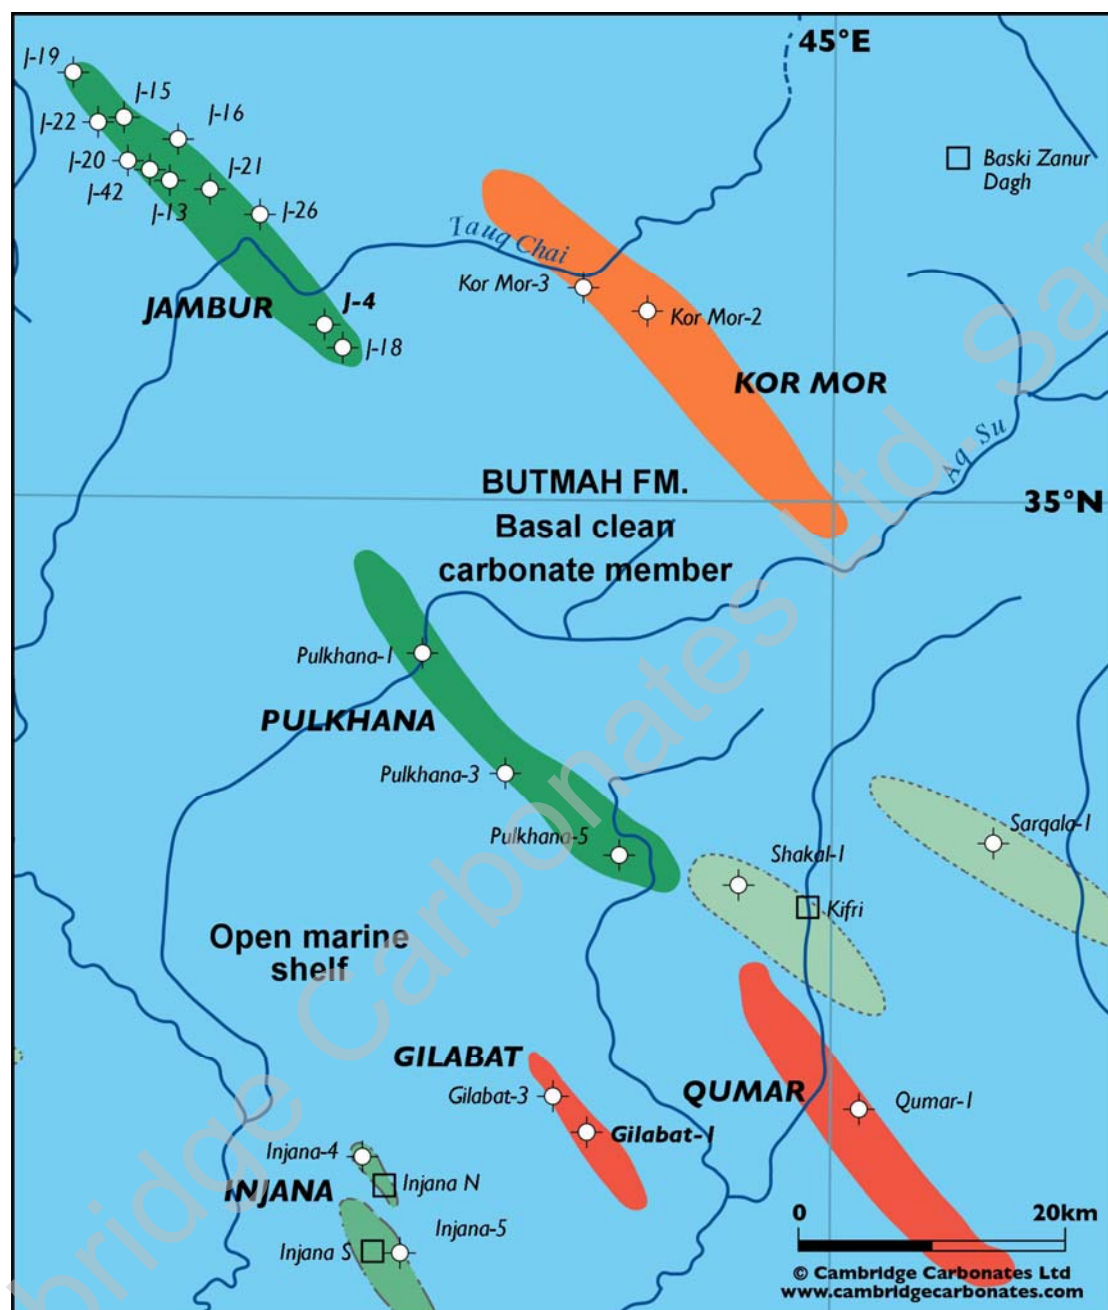 45°E
J-19
J-15
J-16
J-22
J-20
J-21
J-42
J-13
J-26
Baski Zanur
Dagh
Tauq Chai
Kor Mor-3
Kor Mor-2
JAMBUR
J-4
J-18
KOR MOR
Aq Su
BUTMAH FM.
35°N
Basal clean
carbonate member
Pulkhana-1
PULKHANA
Pulkhana-3
Pulkhana-5
Sarqala-1
Shakal-1
Kifri
Open marine
shelf
GILABAT
Gilabat-3
QUMAR
Qumar-1
Gilabat-1
Injana-4
Injana N
INJANA
Injana-5
Injana S
0 20km
© Cambridge Carbonates Ltd
www.cambridgecarbonates.com
bridge Carbonates Ltd. Sar